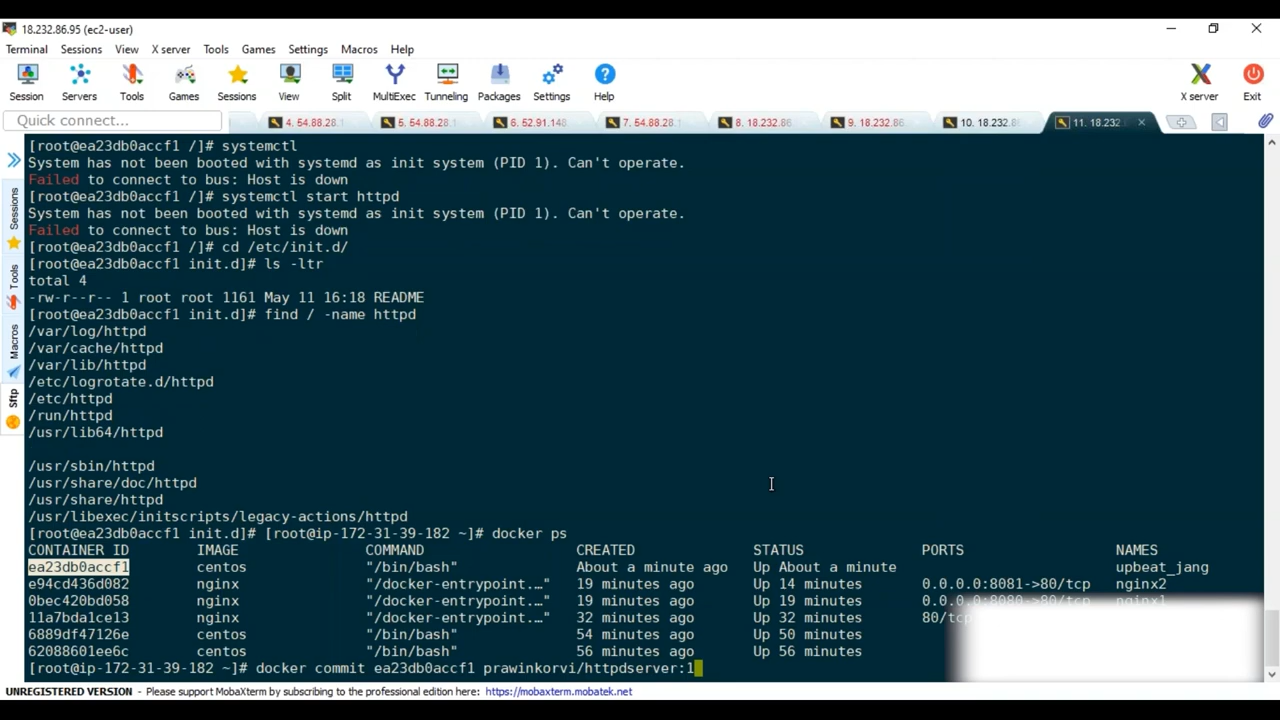 18.232.86.95 (ec2-user)
Terminal Sessions View X server Tools Games Settings Macros Help
Session Servers Tools Games Sessions View Split MultiExec Tunneling Packages Settings Help X server Exit
Quick connect... 4. 54.88.28.1 5. 54.88.28. 6. 52.91.148 7. 54.88.28. 8. 18.232.86 9. 18.232.86. 10. 18.232.8 11. 18.232.
Sessions
Tools
Macros
Sftp
[root@ea23db0accf1 /]# systemctl
System has not been booted with systemd as init system (PID 1). Can't operate.
Failed to connect to bus: Host is down
[root@ea23db0accf1 /]# systemctl start httpd
System has not been booted with systemd as init system (PID 1). Can't operate.
Failed to connect to bus: Host is down
[root@ea23db0accf1 /]# cd /etc/init.d/
[root@ea23db0accf1 init.d]# ls -ltr
total 4
-rw-r--r-- 1 root root 1161 May 11 16:18 README
[root@ea23db0accf1 init.d]# find / -name httpd
/var/log/httpd
/var/cache/httpd
/var/lib/httpd
/etc/logrotate.d/httpd
/etc/httpd
/run/httpd
/usr/lib64/httpd
/usr/sbin/httpd
/usr/share/doc/httpd
/usr/share/httpd
/usr/libexec/initscripts/legacy-actions/httpd
[root@ea23db0accf1 init.d]# [root@ip-172-31-39-182 ~]# docker ps
CONTAINER ID IMAGE COMMAND CREATED STATUS PORTS NAMES
ea23db0accf1 centos "/bin/bash" About a minute ago Up About a minute upbeat_jang
e94cd436d082 nginx "/docker-entrypoint.…" 19 minutes ago Up 14 minutes 0.0.0.0:8081->80/tcp nginx2
0bec420bd058 nginx "/docker-entrypoint.…" 19 minutes ago Up 19 minutes 0.0.0.0:8080->80/tcp nginx1
11a7bda1ce13 nginx "/docker-entrypoint.…" 32 minutes ago Up 32 minutes 80/tcp
6889df47126e centos "/bin/bash" 54 minutes ago Up 50 minutes
62088601ee6c centos "/bin/bash" 56 minutes ago Up 56 minutes
[root@ip-172-31-39-182 ~]# docker commit ea23db0accf1 prawinkorvi/httpdserver:1
UNREGISTERED VERSION - Please support MobaXterm by subscribing to the professional edition here: https://mobaxterm.mobatek.net